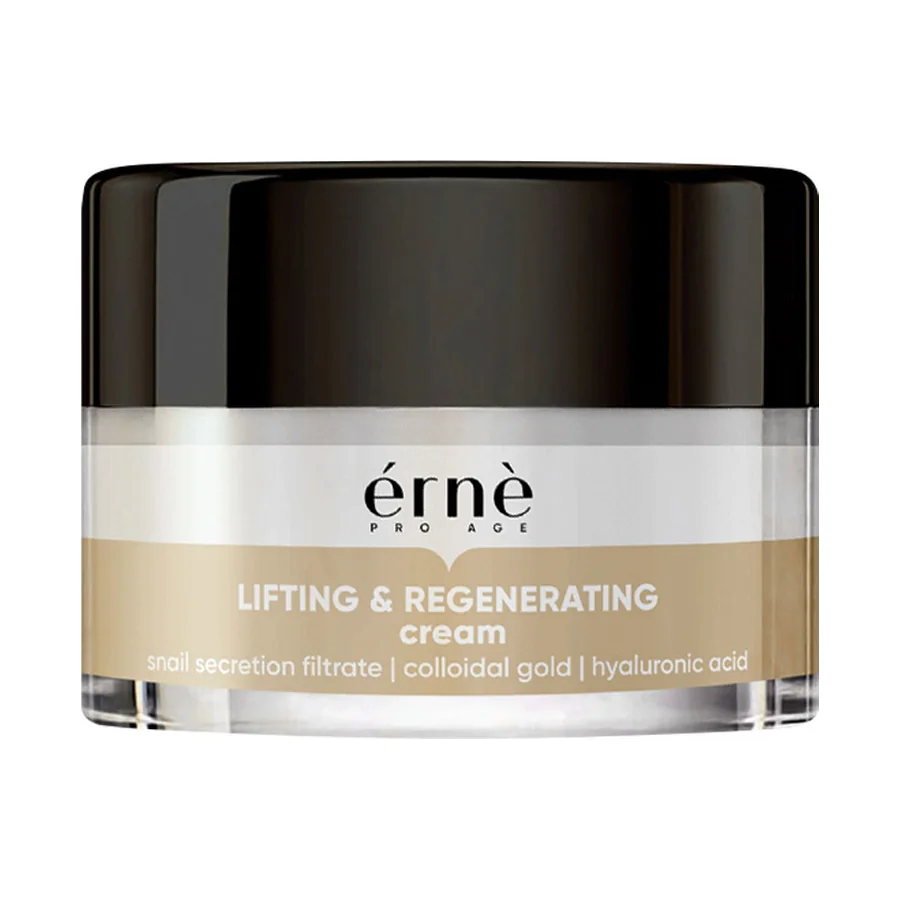 érnè
PRO AGE
LIFTING & REGENERATING
cream
snail secretion filtrate | colloidal gold | hyaluronic acid